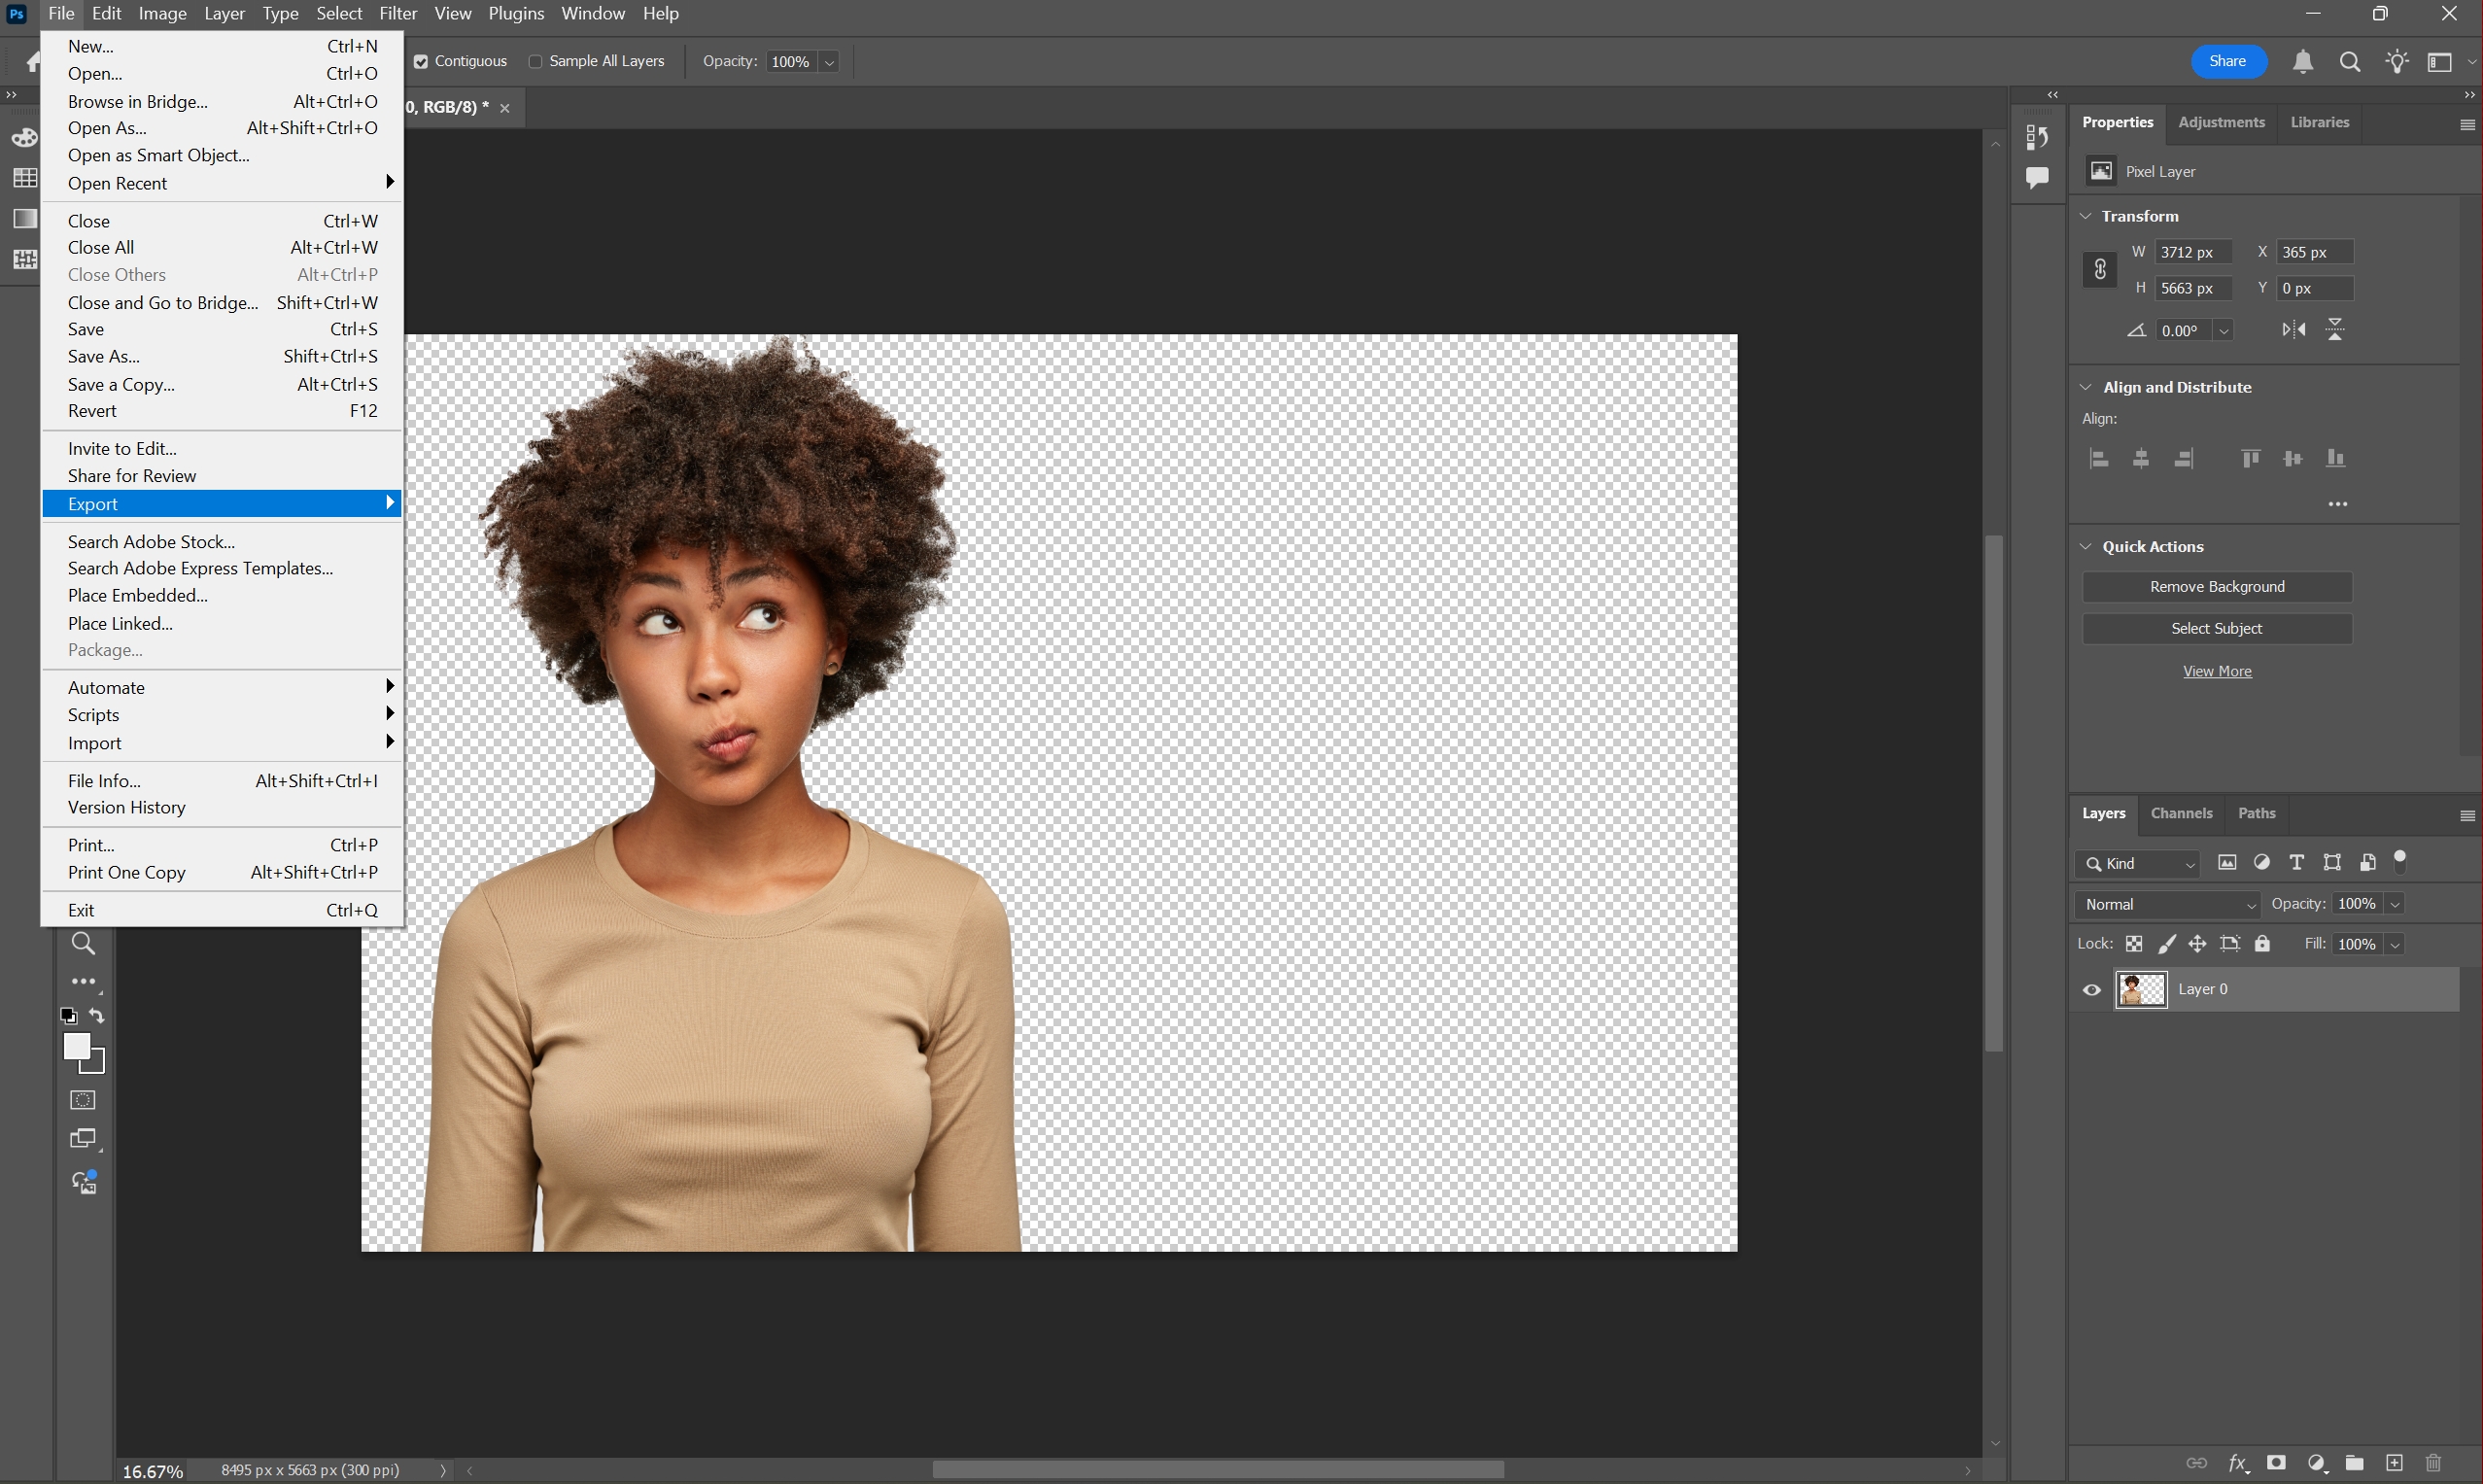 Ps File Edit Image Layer Type Select Filter View Plugins Window Help
Contiguous Sample All Layers Opacity: 100% Share
0, RGB/8) *
New... Ctrl+N
Open... Ctrl+O
Browse in Bridge... Alt+Ctrl+O
Open As... Alt+Shift+Ctrl+O
Open as Smart Object...
Open Recent
Close Ctrl+W
Close All Alt+Ctrl+W
Close Others Alt+Ctrl+P
Close and Go to Bridge... Shift+Ctrl+W
Save Ctrl+S
Save As... Shift+Ctrl+S
Save a Copy... Alt+Ctrl+S
Revert F12
Invite to Edit...
Share for Review
Export
Search Adobe Stock...
Search Adobe Express Templates...
Place Embedded...
Place Linked...
Package...
Automate
Scripts
Import
File Info... Alt+Shift+Ctrl+I
Version History
Print... Ctrl+P
Print One Copy Alt+Shift+Ctrl+P
Exit Ctrl+Q
Properties Adjustments Libraries
Pixel Layer
Transform
W 3712 px X 365 px
H 5663 px Y 0 px
0.00°
Align and Distribute
Align:
Quick Actions
Remove Background
Select Subject
View More
Layers Channels Paths
Kind
Normal Opacity: 100%
Lock: Fill: 100%
Layer 0
fx
16.67% 8495 px x 5663 px (300 ppi)